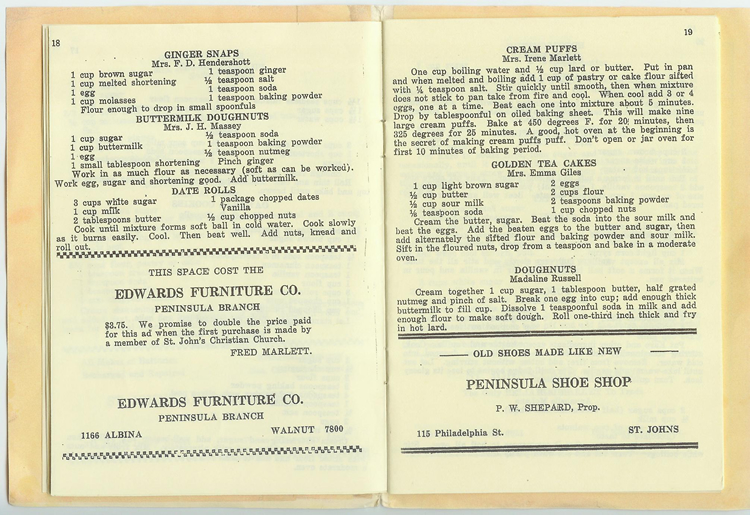 18
GINGER SNAPS
Mrs. F. D. Hendershott
1 cup brown sugar 1 teaspoon ginger
1 cup melted shortening ½ teaspoon salt
1 egg 1 teaspoon soda
1 cup molasses 1 teaspoon baking powder
Flour enough to drop in small spoonfuls
BUTTERMILK DOUGHNUTS
Mrs. J. H. Massey
1 cup sugar ½ teaspoon soda
1 cup buttermilk 1 teaspoon baking powder
1 egg ½ teaspoon nutmeg
1 small tablespoon shortening Pinch ginger
Work in as much flour as necessary (soft as can be worked).
Work egg, sugar and shortening good. Add buttermilk.
DATE ROLLS
3 cups white sugar 1 package chopped dates
1 cup milk Vanilla
2 tablespoons butter ½ cup chopped nuts
Cook until mixture forms soft ball in cold water. Cook slowly
as it burns easily. Cool. Then beat well. Add nuts, knead and
roll out.
THIS SPACE COST THE
EDWARDS FURNITURE CO.
PENINSULA BRANCH
$3.75. We promise to double the price paid
for this ad when the first purchase is made by
a member of St. John's Christian Church.
FRED MARLETT.
EDWARDS FURNITURE CO.
PENINSULA BRANCH
1166 ALBINA WALNUT 7800
19
CREAM PUFFS
Mrs. Irene Marlett
One cup boiling water and ½ cup lard or butter. Put in pan
and when melted and boiling add 1 cup of pastry or cake flour sifted
with ¼ teaspoon salt. Stir quickly until smooth, then when mixture
does not stick to pan take from fire and cool. When cool add 3 or 4
eggs, one at a time. Beat each one into mixture about 5 minutes.
Drop by tablespoonful on oiled baking sheet. This will make nine
large cream puffs. Bake at 450 degrees F. for 20 minutes, then
325 degrees for 25 minutes. A good, hot oven at the beginning is
the secret of making cream puffs puff. Don't open or jar oven for
first 10 minutes of baking period.
GOLDEN TEA CAKES
Mrs. Emma Giles
1 cup light brown sugar 2 eggs
½ cup butter 2 cups flour
½ cup sour milk 2 teaspoons baking powder
½ teaspoon soda 1 cup chopped nuts
Cream the butter, sugar. Beat the soda into the sour milk and
beat the eggs. Add the beaten eggs to the butter and sugar, then
add alternately the sifted flour and baking powder and sour milk.
Sift in the floured nuts, drop from a teaspoon and bake in a moderate
oven.
DOUGHNUTS
Madaline Russell
Cream together 1 cup sugar, 1 tablespoon butter, half grated
nutmeg and pinch of salt. Break one egg into cup; add enough thick
buttermilk to fill cup. Dissolve 1 teaspoonful soda in milk and add
enough flour to make soft dough. Roll one-third inch thick and fry
in hot lard.
OLD SHOES MADE LIKE NEW
PENINSULA SHOE SHOP
P. W. SHEPARD, Prop.
115 Philadelphia St. ST. JOHNS